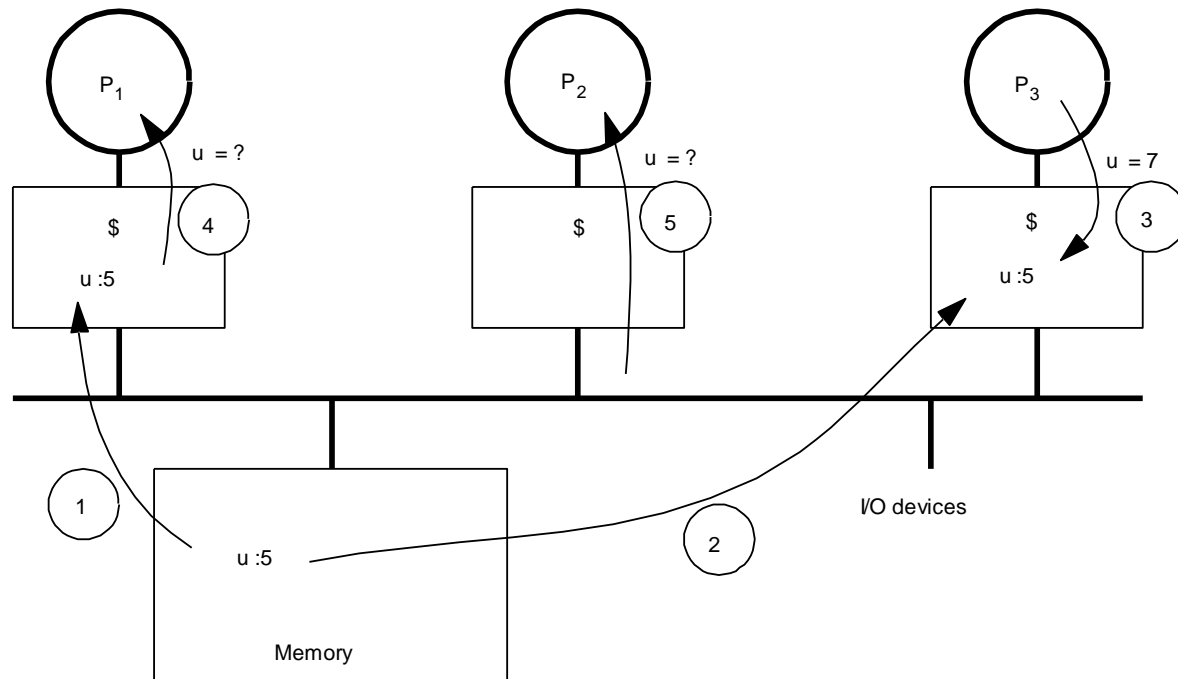 P1
P2
P3
u = ?
u = ?
u = 7
4
5
3
$
$
$
u :5
u :5
1
2
I/O devices
u :5
Memory